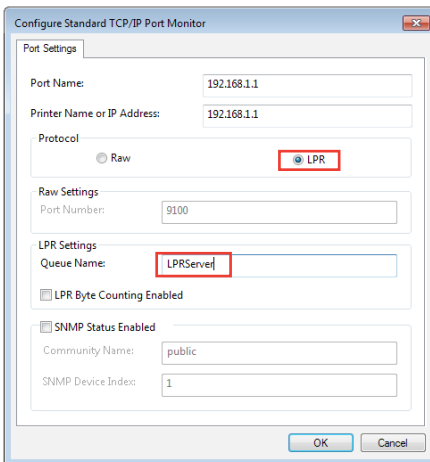 Configure Standard TCP/IP Port Monitor
Port Settings
Port Name: 192.168.1.1
Printer Name or IP Address: 192.168.1.1
Protocol
Raw LPR
Raw Settings
Port Number: 9100
LPR Settings
Queue Name: LPRServer
LPR Byte Counting Enabled
SNMP Status Enabled
Community Name: public
SNMP Device Index: 1
OK Cancel